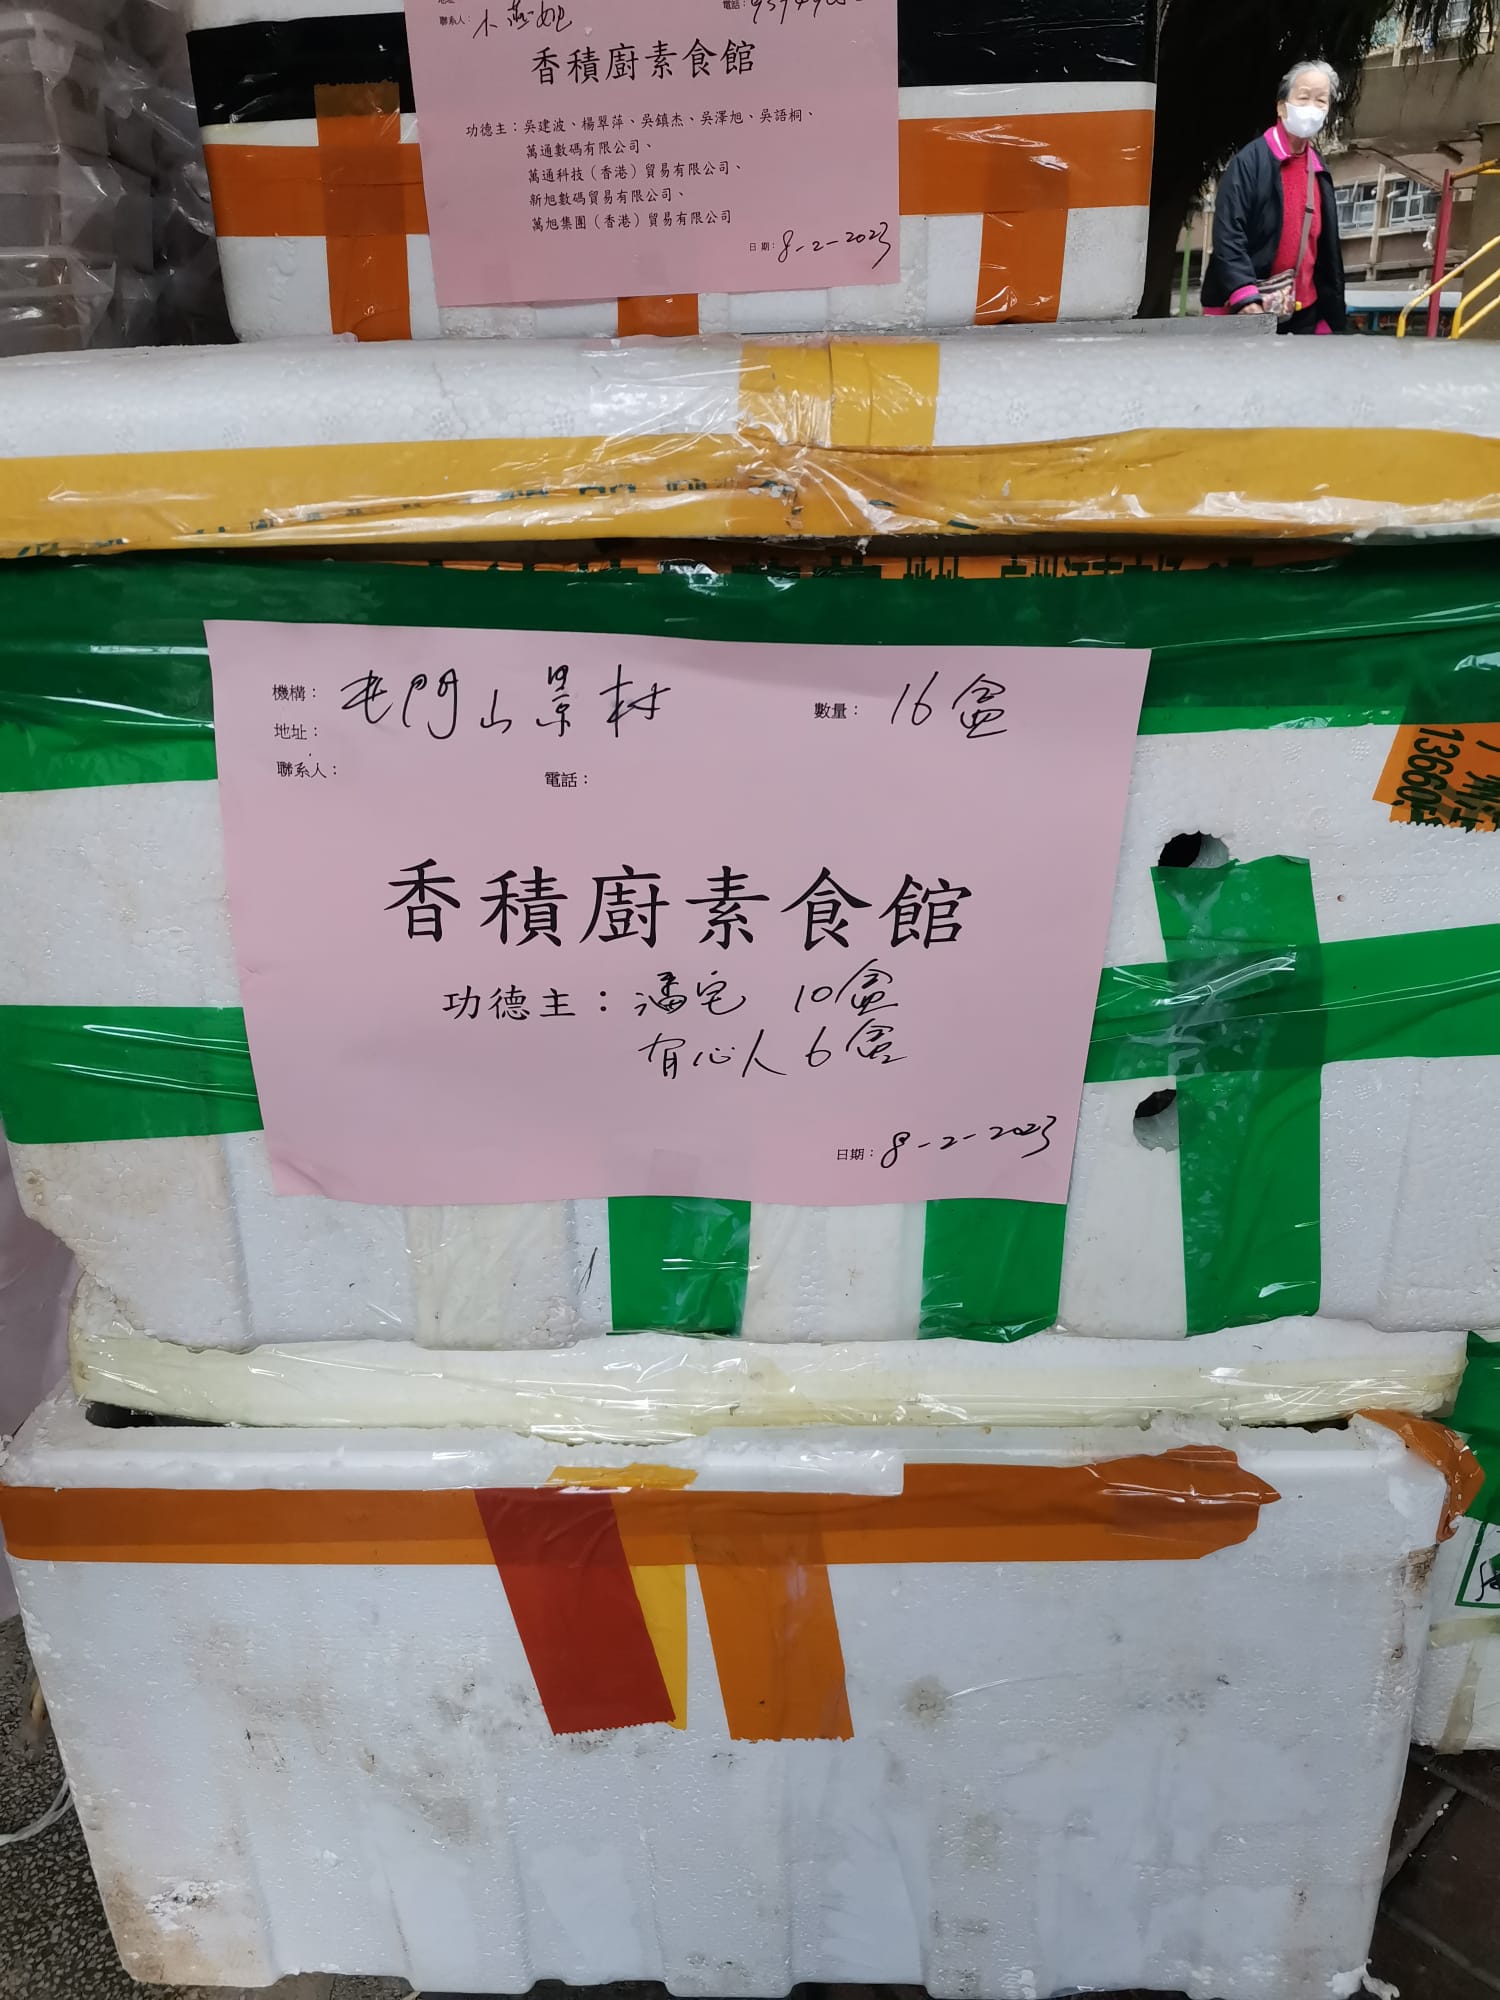 聯系人：
電話：
香積廚素食館
功德主：吳建波、楊翠萍、吳鎮杰、吳澤旭、吳語桐、
萬通數碼有限公司、
萬通科技（香港）貿易有限公司、
新旭數碼貿易有限公司、
萬旭集團（香港）貿易有限公司
日期：8-2-2023
機構：屯門山景村 數量：16盒
地址：
聯系人： 電話：
香積廚素食館
功德主：潘宅 10盒
有心人 6盒
日期：8-2-2023